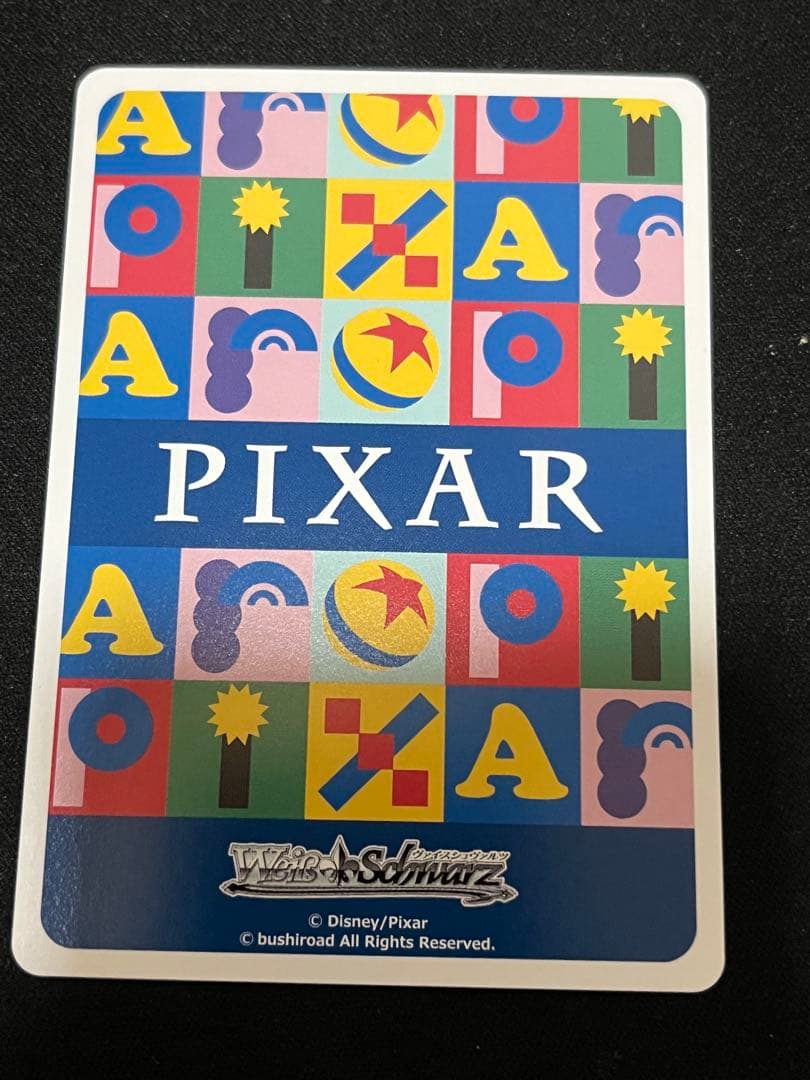 A r P i
P i X A r
A r P i
PIXAR
A r P i
P i X A r
ヴァイスシュヴァルツ
Weiß Schwarz
© Disney/Pixar
© bushiroad All Rights Reserved.